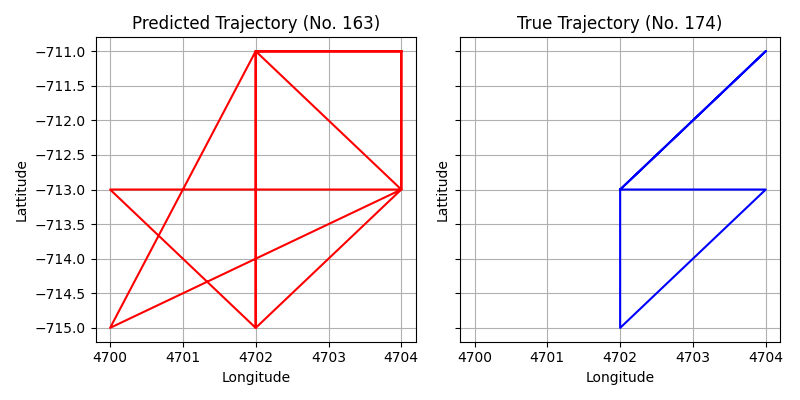 Predicted Trajectory (No. 163)
True Trajectory (No. 174)
−711.0
−711.5
−712.0
−712.5
−713.0
−713.5
−714.0
−714.5
−715.0
Lattitude
Lattitude
4700 4701 4702 4703 4704
4700 4701 4702 4703 4704
Longitude
Longitude